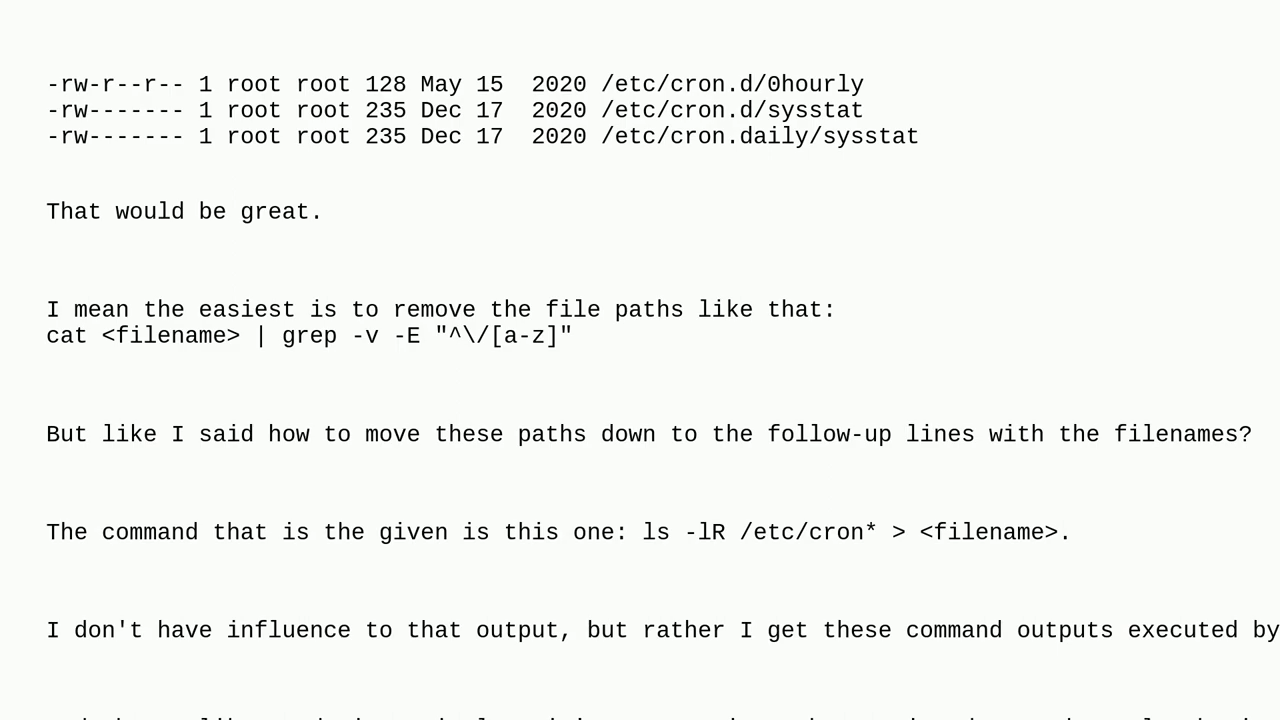 -rw-r--r-- 1 root root 128 May 15  2020 /etc/cron.d/0hourly
-rw------- 1 root root 235 Dec 17  2020 /etc/cron.d/sysstat
-rw------- 1 root root 235 Dec 17  2020 /etc/cron.daily/sysstat
That would be great.
I mean the easiest is to remove the file paths like that:
cat <filename> | grep -v -E "^\/[a-z]"
But like I said how to move these paths down to the follow-up lines with the filenames?
The command that is the given is this one: ls -lR /etc/cron* > <filename>.
I don't have influence to that output, but rather I get these command outputs executed by